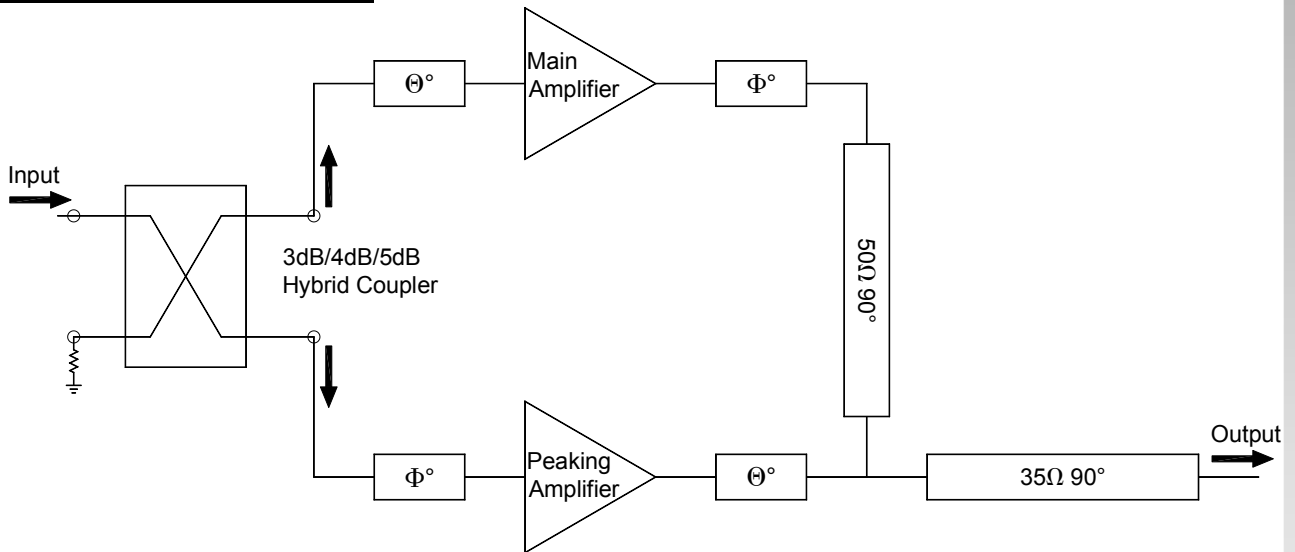 Θ°
Main
Amplifier
Φ°
Input
3dB/4dB/5dB
Hybrid Coupler
50Ω 90°
Φ°
Peaking
Amplifier
Θ°
35Ω 90°
Output